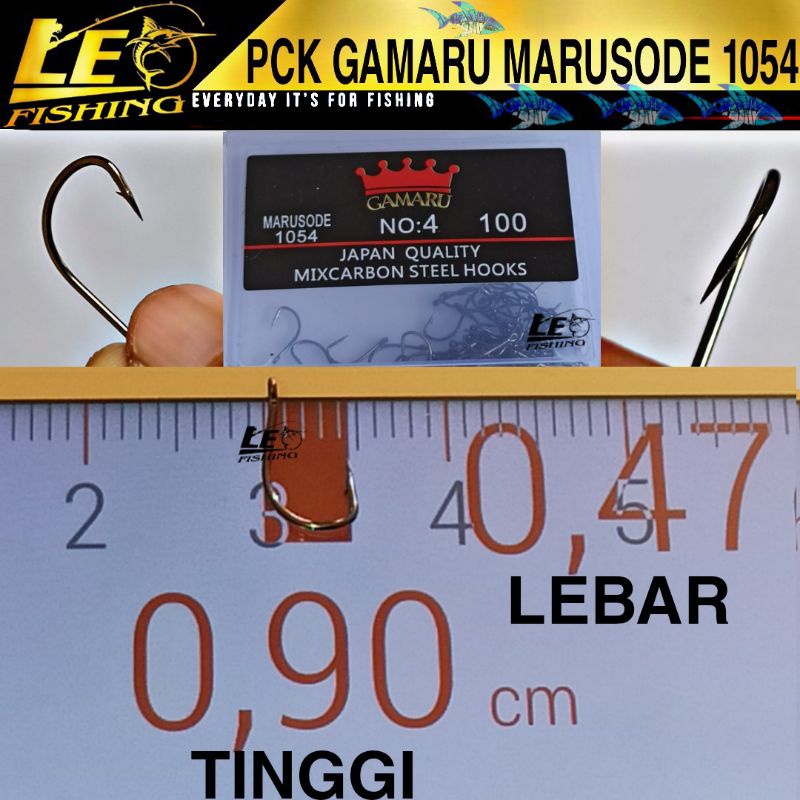 LEO
FISHING
PCK GAMARU MARUSODE 1054
EVERYDAY IT'S FOR FISHING
GAMARU
MARUSODE
1054
NO:4
100
JAPAN QUALITY
MIXCARBON STEEL HOOKS
LEO
FISHING
LEO
FISHING
2
3
4
5
0,47
LEBAR
0,90 cm
TINGGI